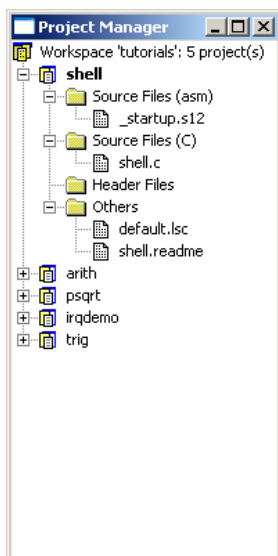 Project Manager
Workspace 'tutorials': 5 project(s)
shell
Source Files (asm)
_startup.s12
Source Files (C)
shell.c
Header Files
Others
default.lsc
shell.readme
arith
psqrt
irqdemo
trig